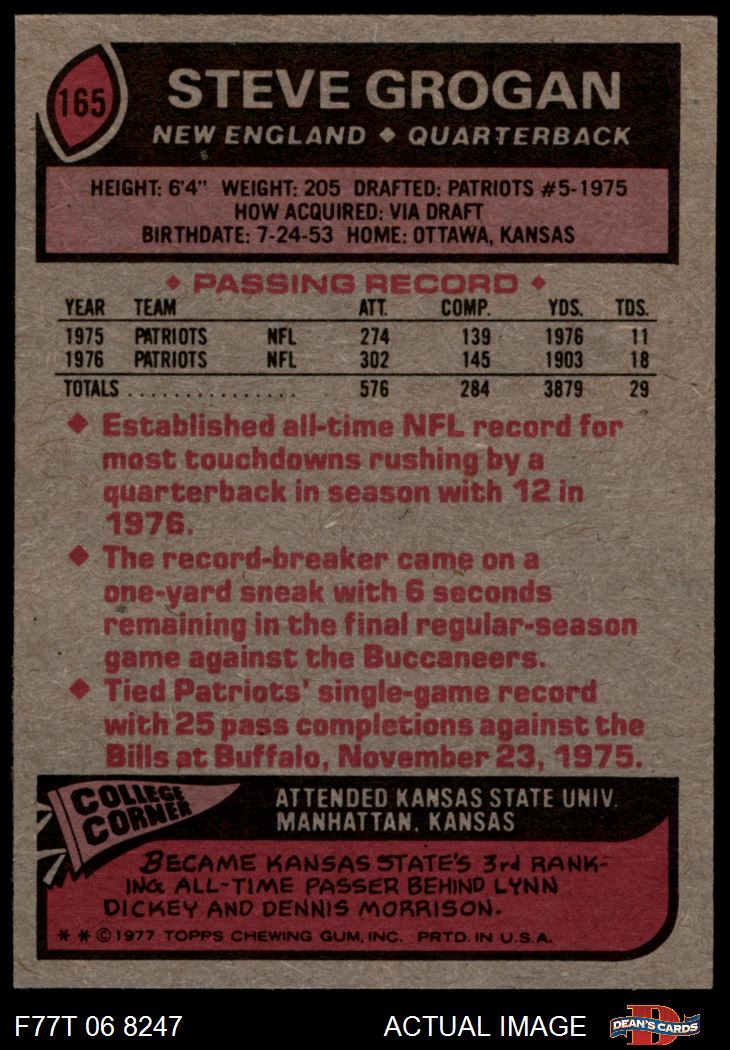 165
STEVE GROGAN
NEW ENGLAND ◆ QUARTERBACK
HEIGHT: 6'4" WEIGHT: 205 DRAFTED: PATRIOTS #5-1975
HOW ACQUIRED: VIA DRAFT
BIRTHDATE: 7-24-53 HOME: OTTAWA, KANSAS
◆ PASSING RECORD ◆
YEAR TEAM ATT. COMP. YDS. TDS.
1975 PATRIOTS NFL 274 139 1976 11
1976 PATRIOTS NFL 302 145 1903 18
TOTALS ................ 576 284 3879 29
◆ Established all-time NFL record for
most touchdowns rushing by a
quarterback in season with 12 in
1976.
◆ The record-breaker came on a
one-yard sneak with 6 seconds
remaining in the final regular-season
game against the Buccaneers.
◆ Tied Patriots' single-game record
with 25 pass completions against the
Bills at Buffalo, November 23, 1975.
COLLEGE
CORNER
ATTENDED KANSAS STATE UNIV.
MANHATTAN, KANSAS
BECAME KANSAS STATE'S 3rd RANK-
ING ALL-TIME PASSER BEHIND LYNN
DICKEY AND DENNIS MORRISON.
* * © 1977 TOPPS CHEWING GUM, INC. PRTD. IN U.S.A.
F77T 06 8247 ACTUAL IMAGE
D
DEAN'S CARDS